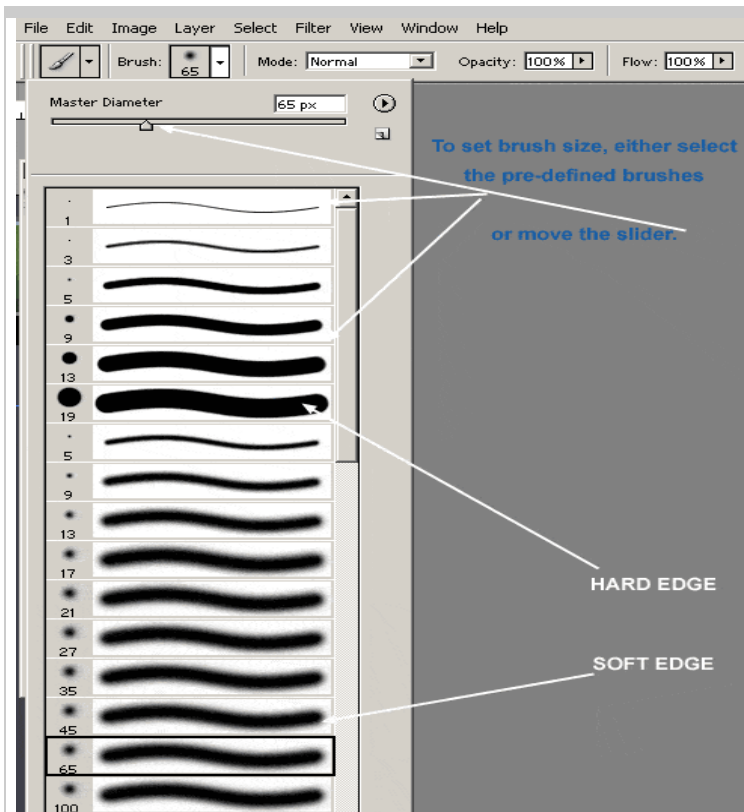 File Edit Image Layer Select Filter View Window Help
Brush: 65 Mode: Normal Opacity: 100% Flow: 100%
Master Diameter 65 px
To set brush size, either select
the pre-defined brushes
or move the slider.
1
3
5
9
13
19
5
9
13
17
21
27
35
45
65
100
HARD EDGE
SOFT EDGE